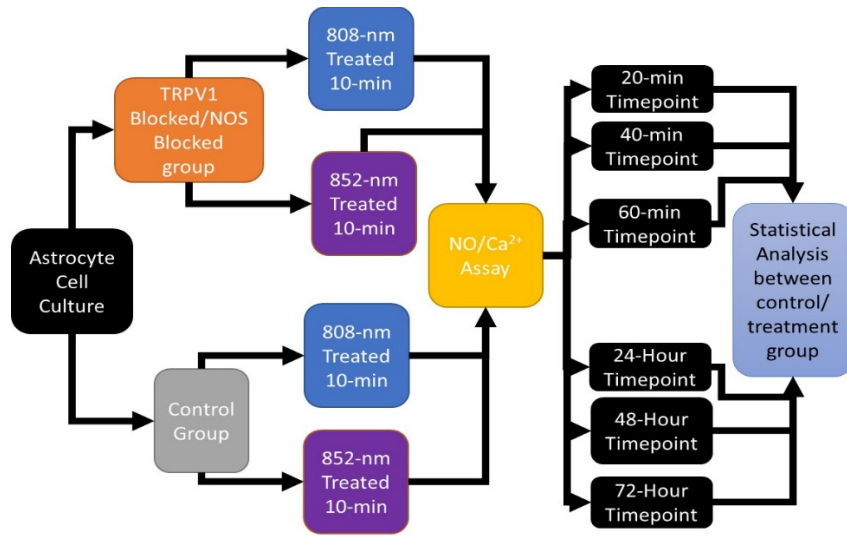 Astrocyte
Cell
Culture
TRPV1
Blocked/NOS
Blocked
group
808-nm
Treated
10-min
852-nm
Treated
10-min
Control
Group
808-nm
Treated
10-min
852-nm
Treated
10-min
NO/Ca²⁺
Assay
20-min
Timepoint
40-min
Timepoint
60-min
Timepoint
24-Hour
Timepoint
48-Hour
Timepoint
72-Hour
Timepoint
Statistical
Analysis
between
control/
treatment
group